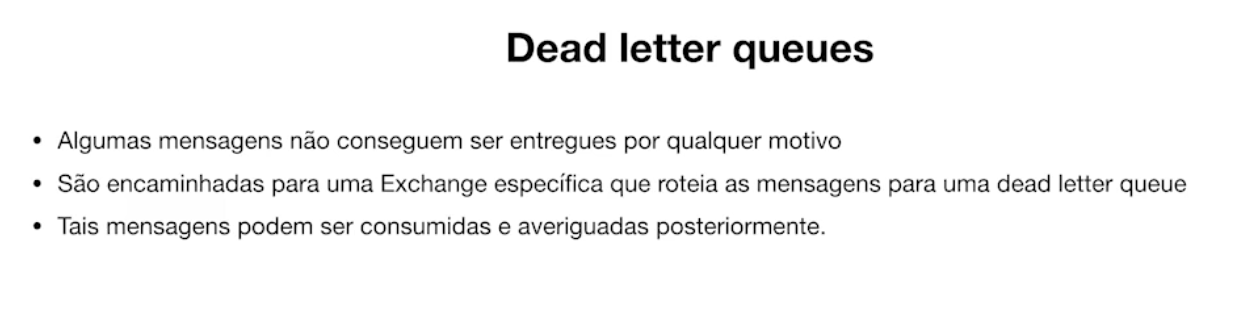 Dead letter queues
• Algumas mensagens não conseguem ser entregues por qualquer motivo
• São encaminhadas para uma Exchange específica que roteia as mensagens para uma dead letter queue
• Tais mensagens podem ser consumidas e averiguadas posteriormente.